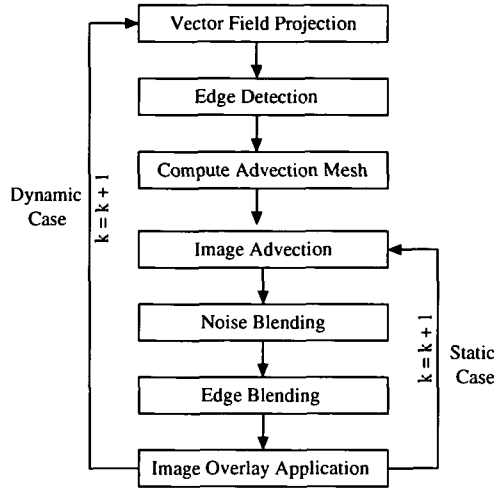 Vector Field Projection
Edge Detection
Compute Advection Mesh
Dynamic
Case
k = k + 1
Image Advection
Noise Blending
k = k + 1
Static
Case
Edge Blending
Image Overlay Application